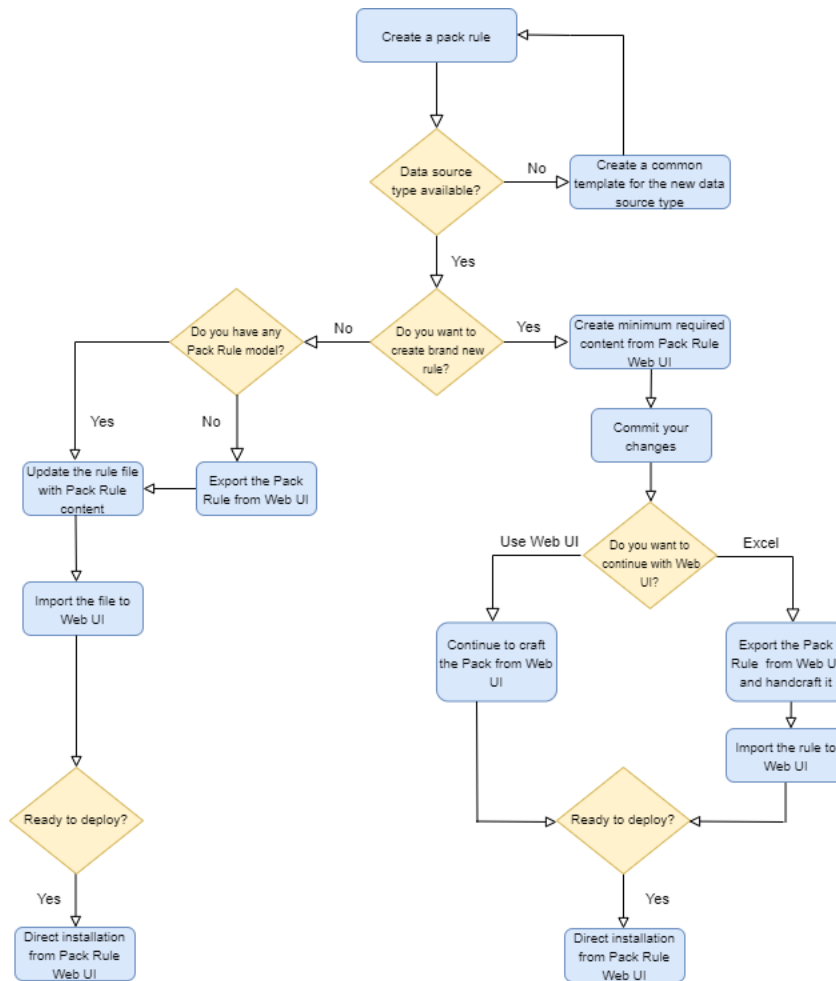 Create a pack rule
Data source
type available?
No
Create a common
template for the new data
source type
Yes
Do you have any
Pack Rule model?
No
Do you want to
create brand new
rule?
Yes
Create minimum required
content from Pack Rule
Web UI
Yes
No
Commit your
changes
Update the rule file
with Pack Rule
content
Export the Pack
Rule from Web UI
Use Web UI
Do you want to
continue with Web
UI?
Excel
Import the file to
Web UI
Continue to craft
the Pack from Web
UI
Export the Pack
Rule from Web U
and handcraft it
Import the rule to
Web UI
Ready to deploy?
Ready to deploy?
Yes
Yes
Direct installation
from Pack Rule
Web UI
Direct installation
from Pack Rule
Web UI